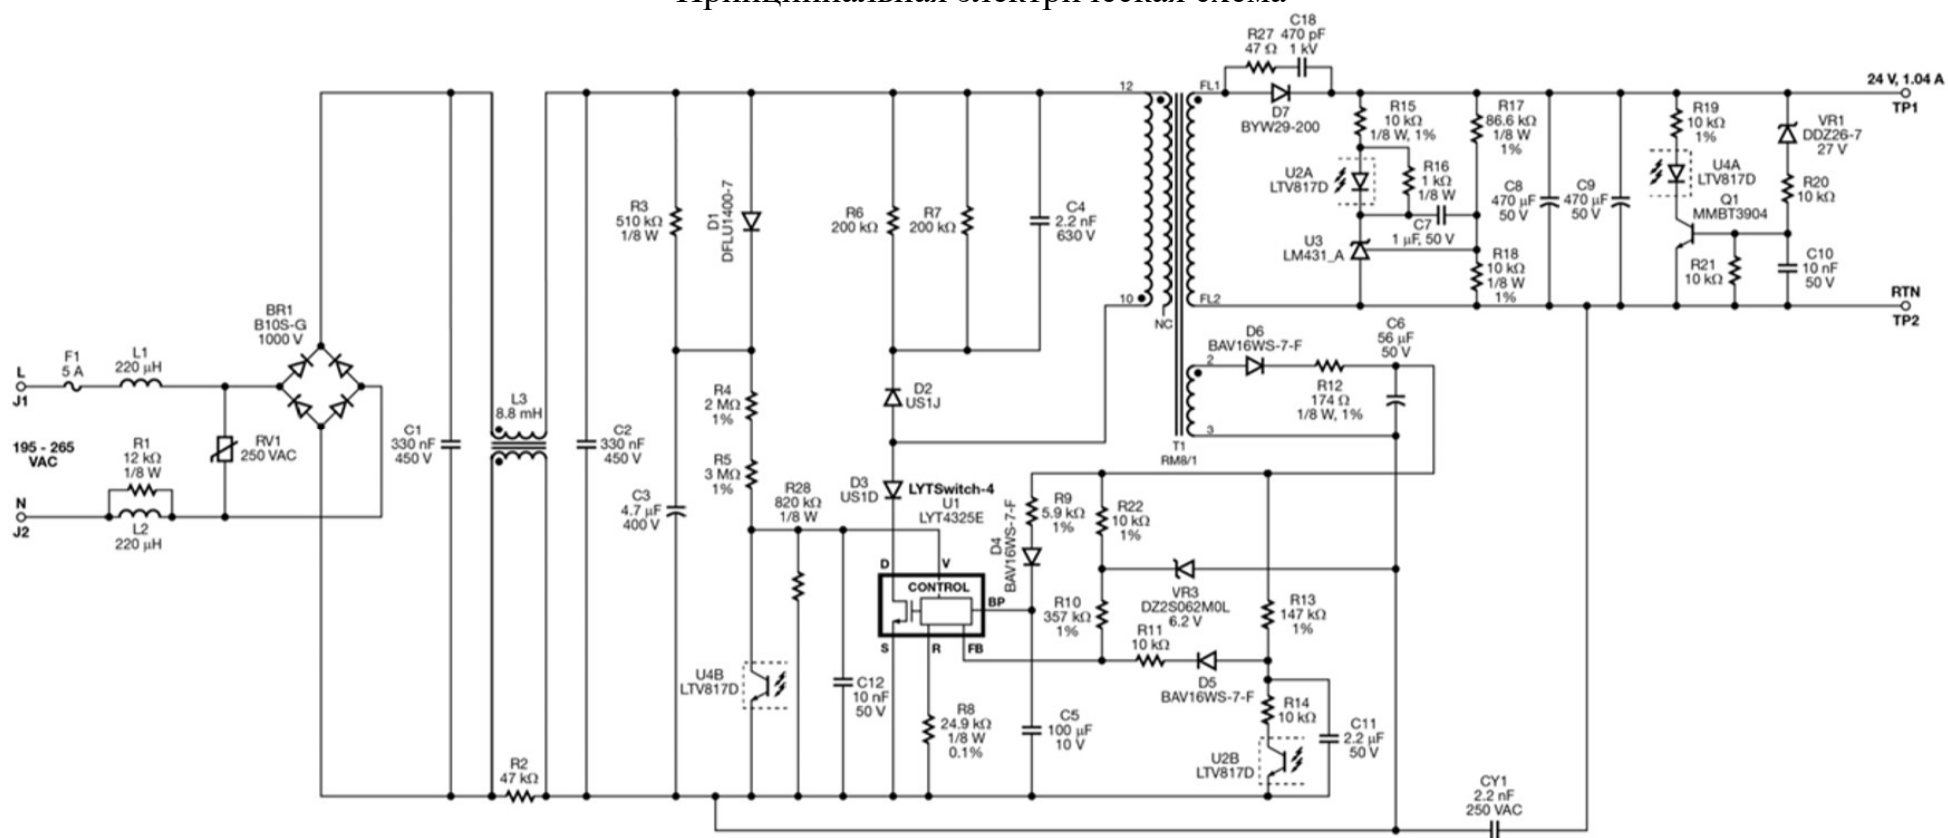 Принципиальная электрическая схема
R27
47 Ω
C18
470 pF
1 kV
12
FL1
D7
BYW29-200
24 V, 1.04 A
TP1
R15
10 kΩ
1/8 W, 1%
R17
86.6 kΩ
1/8 W
1%
R19
10 kΩ
1%
VR1
DDZ26-7
27 V
U2A
LTV817D
R16
1 kΩ
1/8 W
U4A
LTV817D
C8
470 µF
50 V
C9
470 µF
50 V
R20
10 kΩ
Q1
MMBT3904
R3
510 kΩ
1/8 W
D1
DFLU1400-7
R6
200 kΩ
R7
200 kΩ
C4
2.2 nF
630 V
C7
1 µF, 50 V
U3
LM431_A
R18
10 kΩ
1/8 W
1%
R21
10 kΩ
C10
10 nF
50 V
10
FL2
NC
RTN
TP2
BR1
B10S-G
1000 V
D6
BAV16WS-7-F
C6
56 µF
50 V
2
R12
174 Ω
1/8 W, 1%
3
T1
RM8/1
L
J1
F1
5 A
L1
220 µH
L3
8.8 mH
R4
2 MΩ
1%
D2
US1J
195 - 265
VAC
R1
12 kΩ
1/8 W
RV1
250 VAC
C1
330 nF
450 V
C2
330 nF
450 V
R5
3 MΩ
1%
N
J2
L2
220 µH
C3
4.7 µF
400 V
R28
820 kΩ
1/8 W
D3
US1D
LYTSwitch-4
U1
LYT4325E
D4
BAV16WS-7-F
R9
5.9 kΩ
1%
R22
10 kΩ
1%
D
V
CONTROL
BP
S
R
FB
R10
357 kΩ
1%
VR3
DZ2S062M0L
6.2 V
R13
147 kΩ
1%
R11
10 kΩ
D5
BAV16WS-7-F
U4B
LTV817D
C12
10 nF
50 V
R8
24.9 kΩ
1/8 W
0.1%
C5
100 µF
10 V
R14
10 kΩ
C11
2.2 µF
50 V
U2B
LTV817D
R2
47 kΩ
CY1
2.2 nF
250 VAC